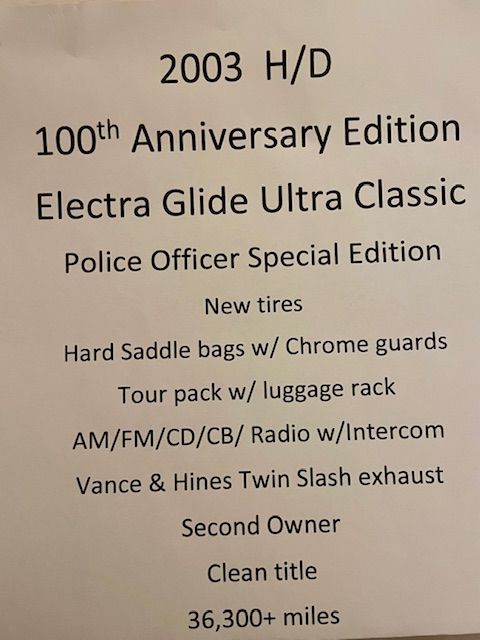 2003 H/D
100th Anniversary Edition
Electra Glide Ultra Classic
Police Officer Special Edition
New tires
Hard Saddle bags w/ Chrome guards
Tour pack w/ luggage rack
AM/FM/CD/CB/ Radio w/Intercom
Vance & Hines Twin Slash exhaust
Second Owner
Clean title
36,300+ miles